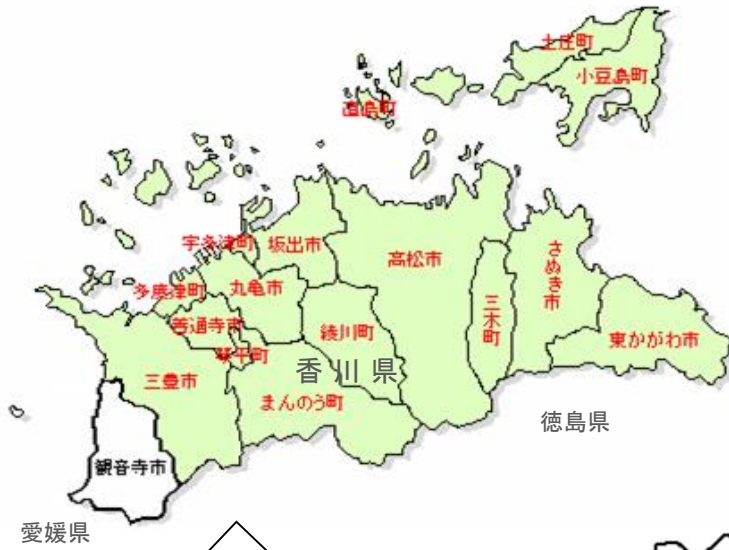 土庄町
小豆島町
直島町
宇多津町
坂出市
高松市
さぬき市
多度津町
丸亀市
三木町
善通寺市
綾川町
東かがわ市
琴平町
香川県
三豊市
まんのう町
徳島県
観音寺市
愛媛県